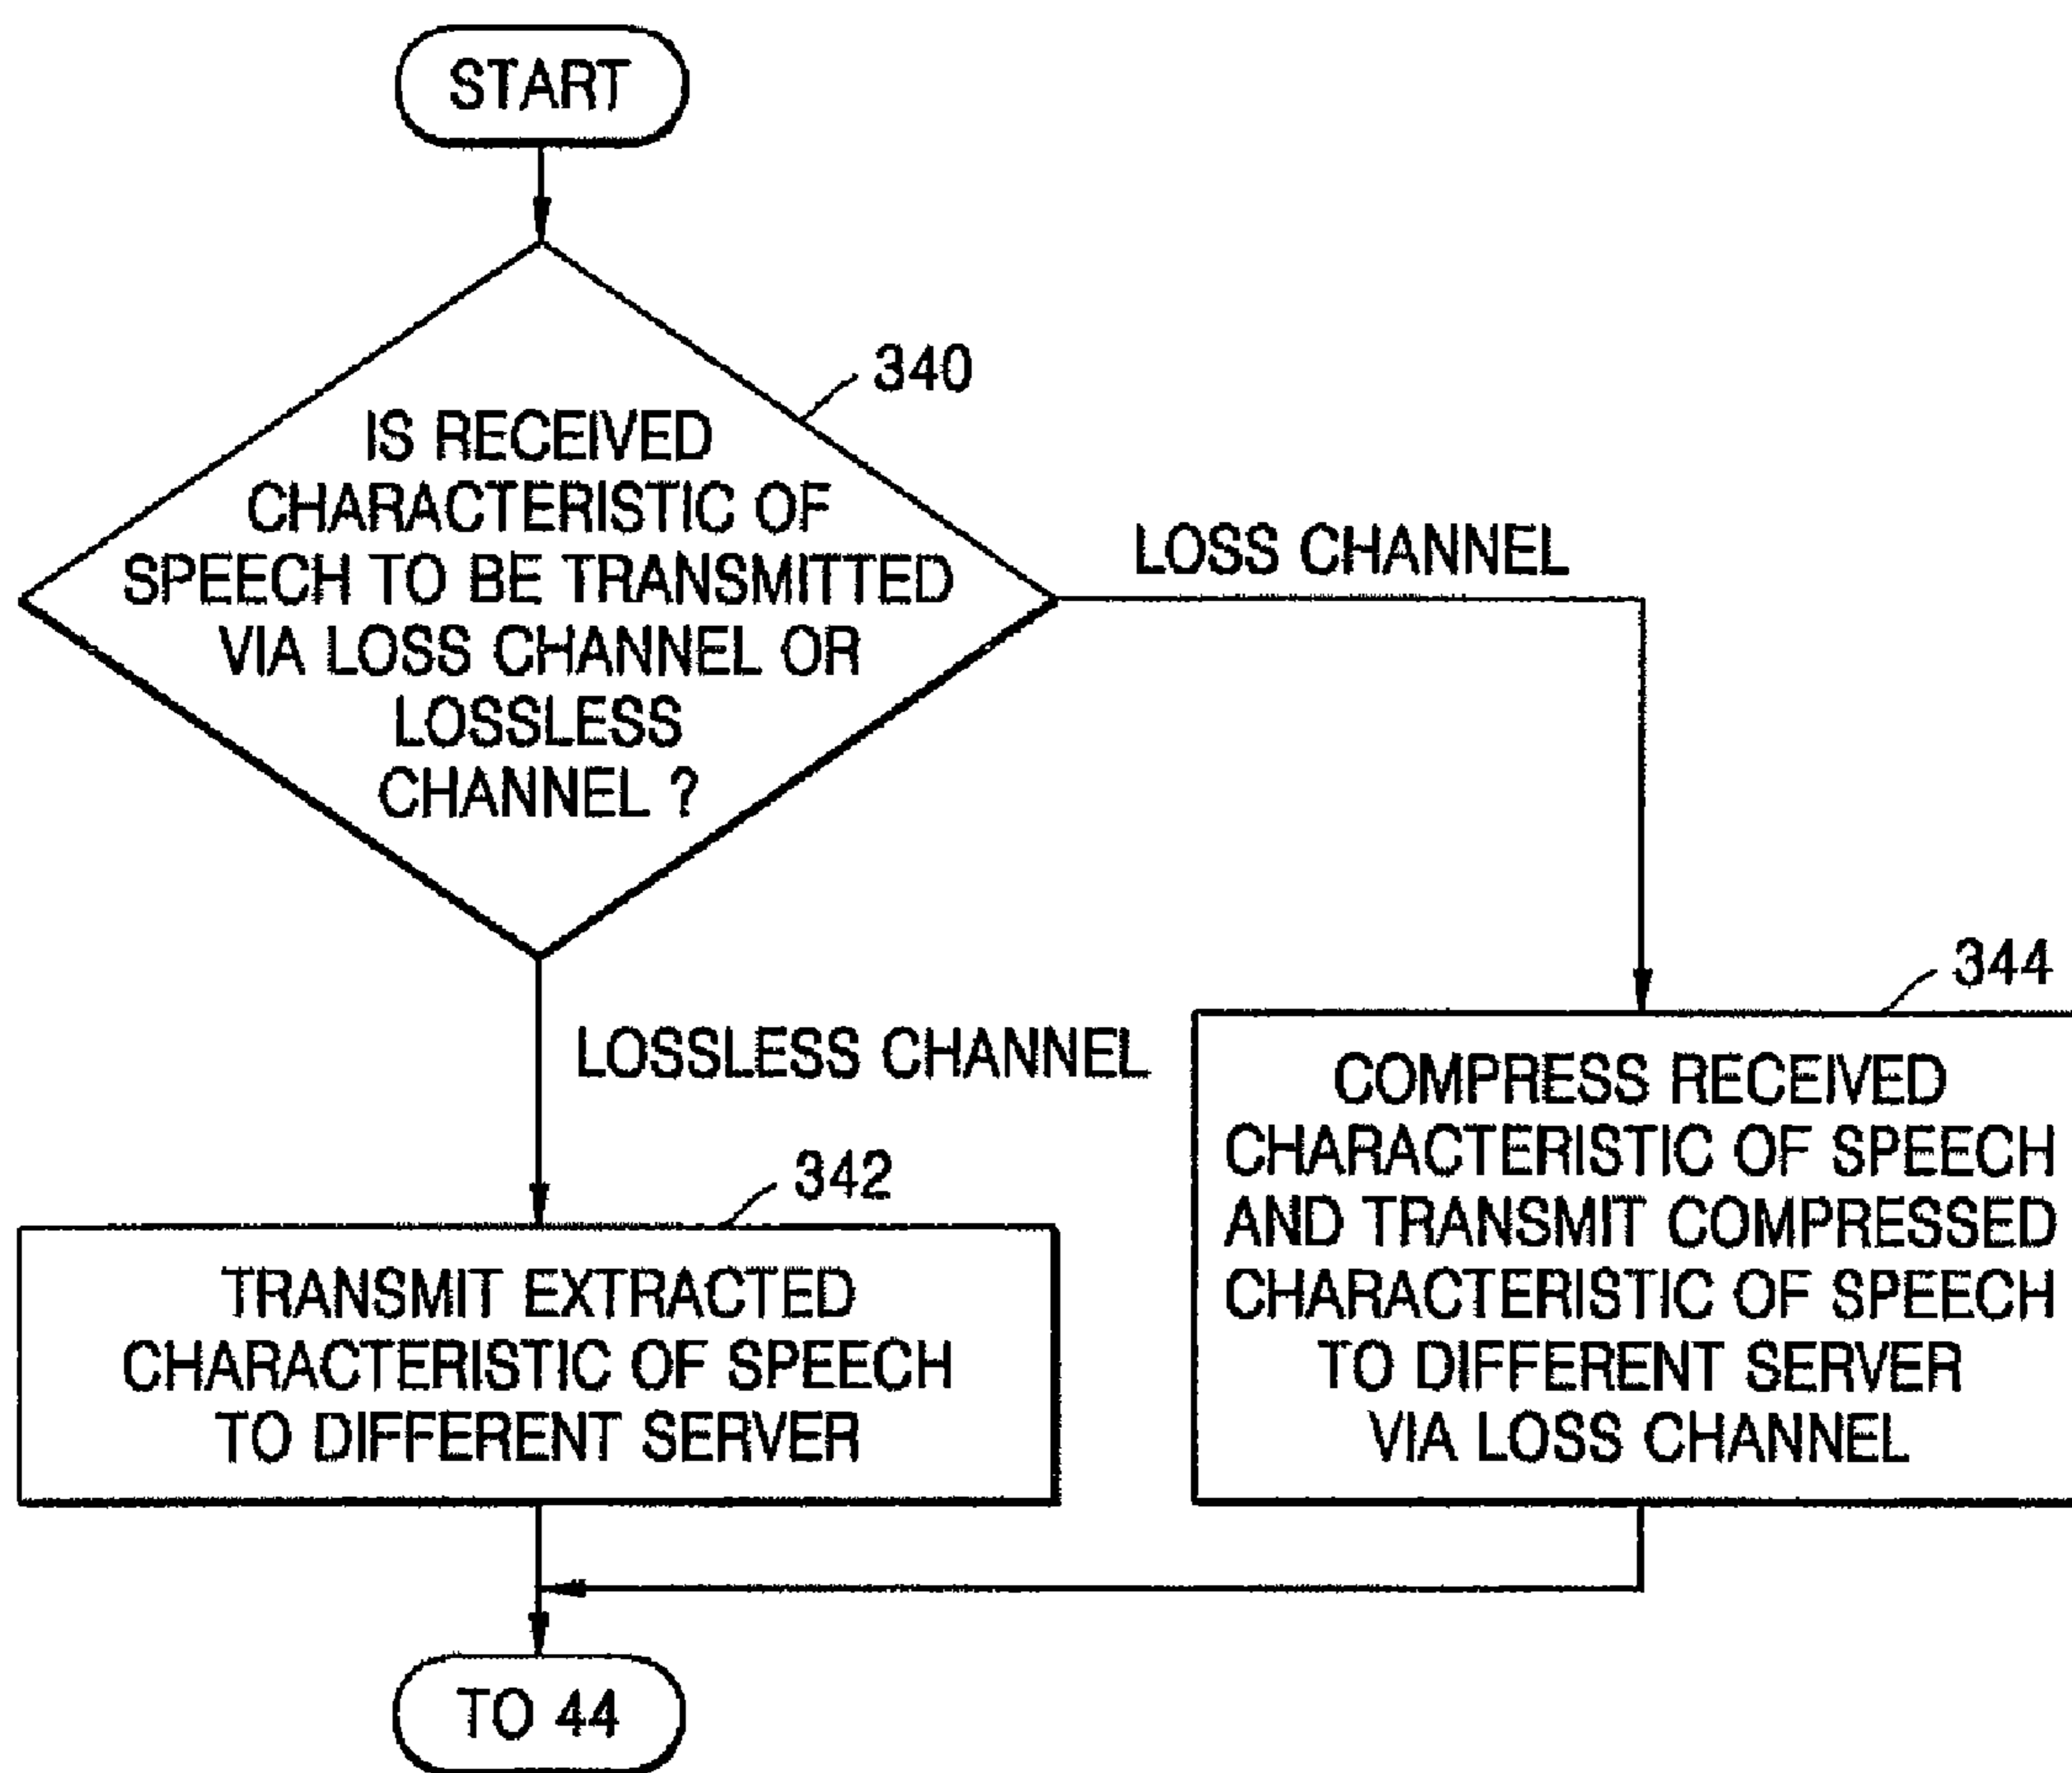 START
340
IS RECEIVED
CHARACTERISTIC OF
SPEECH TO BE TRANSMITTED
VIA LOSS CHANNEL OR
LOSSLESS
CHANNEL ?
LOSS CHANNEL
LOSSLESS CHANNEL
342
TRANSMIT EXTRACTED
CHARACTERISTIC OF SPEECH
TO DIFFERENT SERVER
344
COMPRESS RECEIVED
CHARACTERISTIC OF SPEECH
AND TRANSMIT COMPRESSED
CHARACTERISTIC OF SPEECH
TO DIFFERENT SERVER
VIA LOSS CHANNEL
TO 44